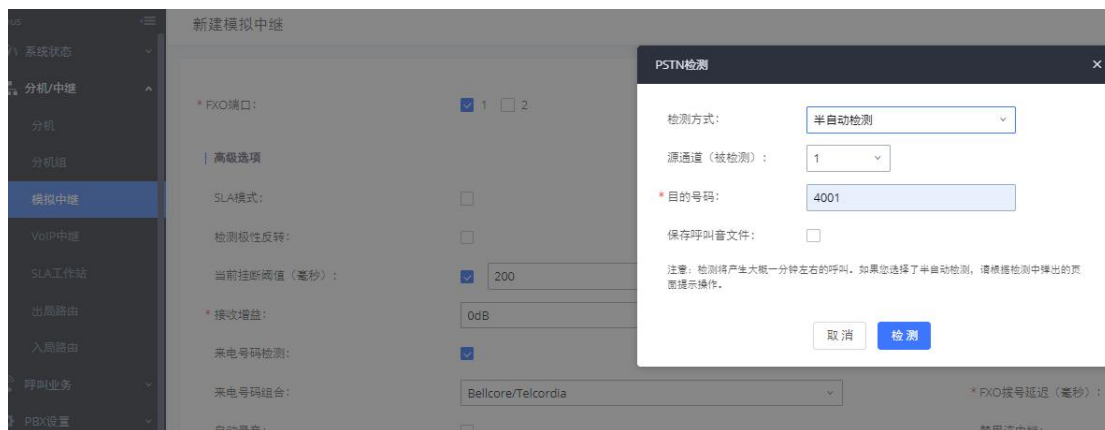 新建模拟中继
系统状态
分机/中继
分机
分机组
模拟中继
VoIP中继
SLA工作站
出局路由
入局路由
呼叫业务
PBX设置
* FXO端口：
1
2
高级选项
SLA模式：
检测极性反转：
当前挂断阈值（毫秒）：
200
* 接收增益：
0dB
来电号码检测：
来电号码组合：
Bellcore/Telcordia
* FXO拨号延迟（毫秒）：
PSTN检测
×
检测方式：
半自动检测
源通道（被检测）：
1
* 目的号码：
4001
保存呼叫音文件：
注意：检测将产生大概一分钟左右的呼叫。如果您选择了半自动检测，请根据检测中弹出的页
面提示操作。
取消
检测